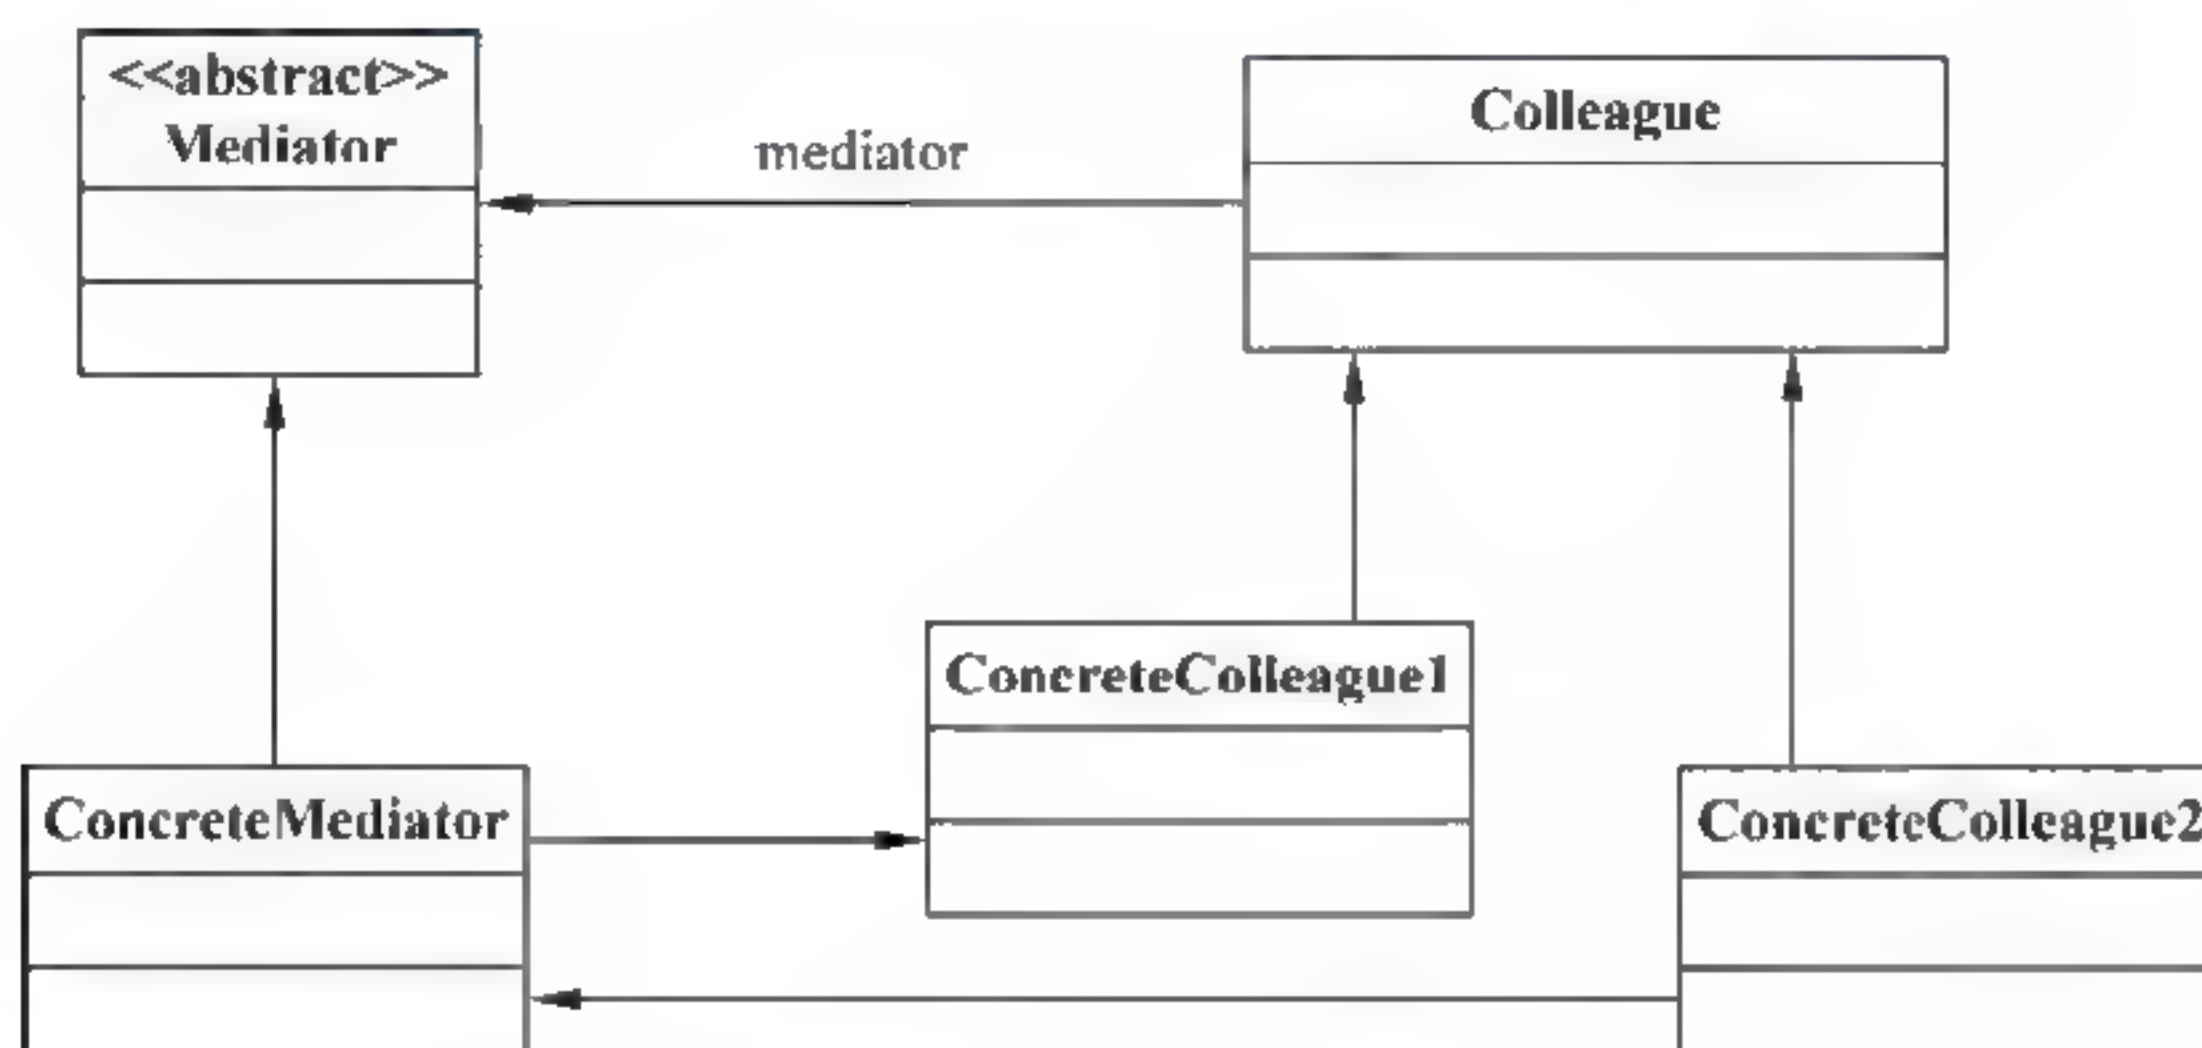 <<abstract>>
Mediator
mediator
Colleague
ConcreteColleague1
ConcreteMediator
ConcreteColleague2